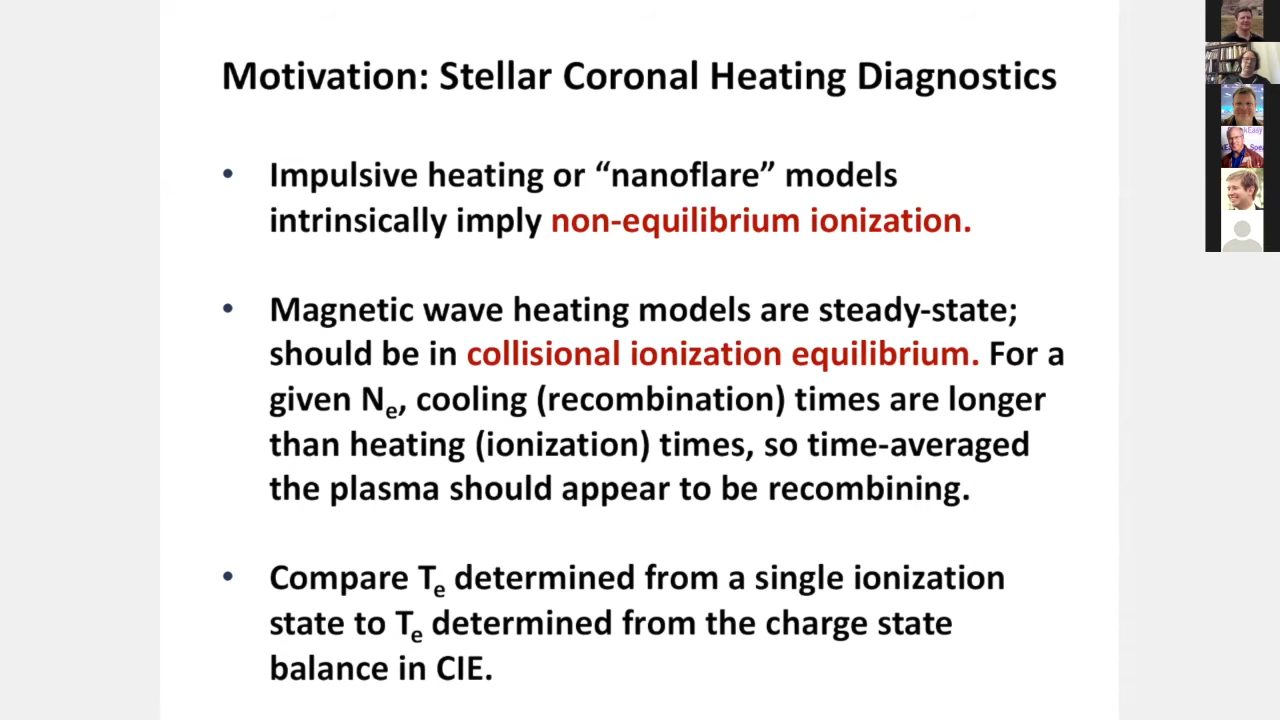 Motivation: Stellar Coronal Heating Diagnostics
• Impulsive heating or “nanoflare” models
intrinsically imply non-equilibrium ionization.
• Magnetic wave heating models are steady-state;
should be in collisional ionization equilibrium. For a
given Ne, cooling (recombination) times are longer
than heating (ionization) times, so time-averaged
the plasma should appear to be recombining.
• Compare Te determined from a single ionization
state to Te determined from the charge state
balance in CIE.